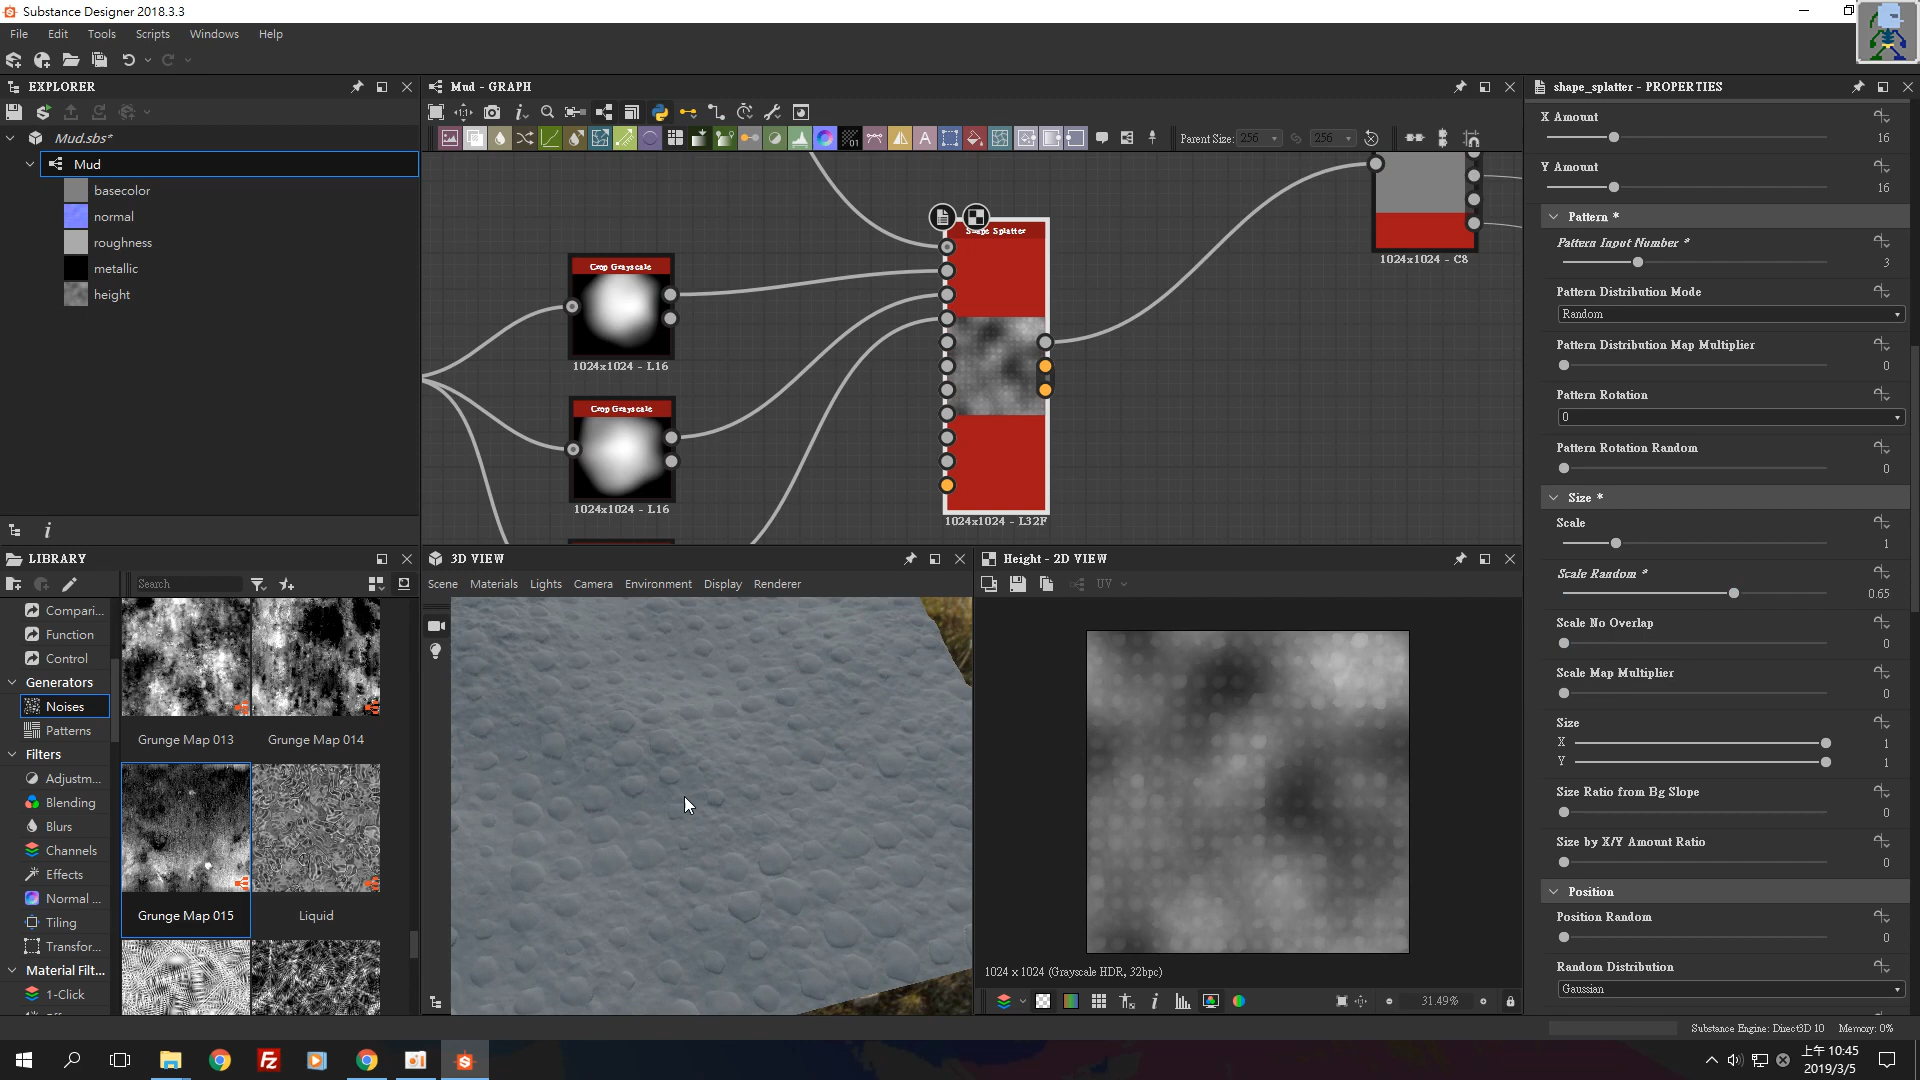 Substance Designer 2018.3.3
File Edit Tools Scripts Windows Help
EXPLORER
Mud.sbs*
Mud
basecolor
normal
roughness
metallic
height
Mud - GRAPH
Parent Size: 256 256
Crop Grayscale
1024x1024 - L16
Crop Grayscale
1024x1024 - L16
Shape Splatter
1024x1024 - L32F
1024x1024 - C8
shape_splatter - PROPERTIES
X Amount
16
Y Amount
16
Pattern *
Pattern Input Number *
3
Pattern Distribution Mode
Random
Pattern Distribution Map Multiplier
0
Pattern Rotation
0
Pattern Rotation Random
0
Size *
Scale
1
Scale Random *
0.65
Scale No Overlap
0
Scale Map Multiplier
0
Size
X 1
Y 1
Size Ratio from Bg Slope
0
Size by X/Y Amount Ratio
0
Position
Position Random
0
Random Distribution
Gaussian
LIBRARY
Search
Compari...
Function
Control
Generators
Noises
Patterns
Filters
Adjustm...
Blending
Blurs
Channels
Effects
Normal ...
Tiling
Transfor...
Material Filt...
1-Click
Grunge Map 013
Grunge Map 014
Grunge Map 015
Liquid
3D VIEW
Scene Materials Lights Camera Environment Display Renderer
Height - 2D VIEW
UV
1024 x 1024 (Grayscale HDR, 32bpc)
31.49%
Substance Engine: Direct3D 10 Memory: 0%
上午 10:45
2019/3/5